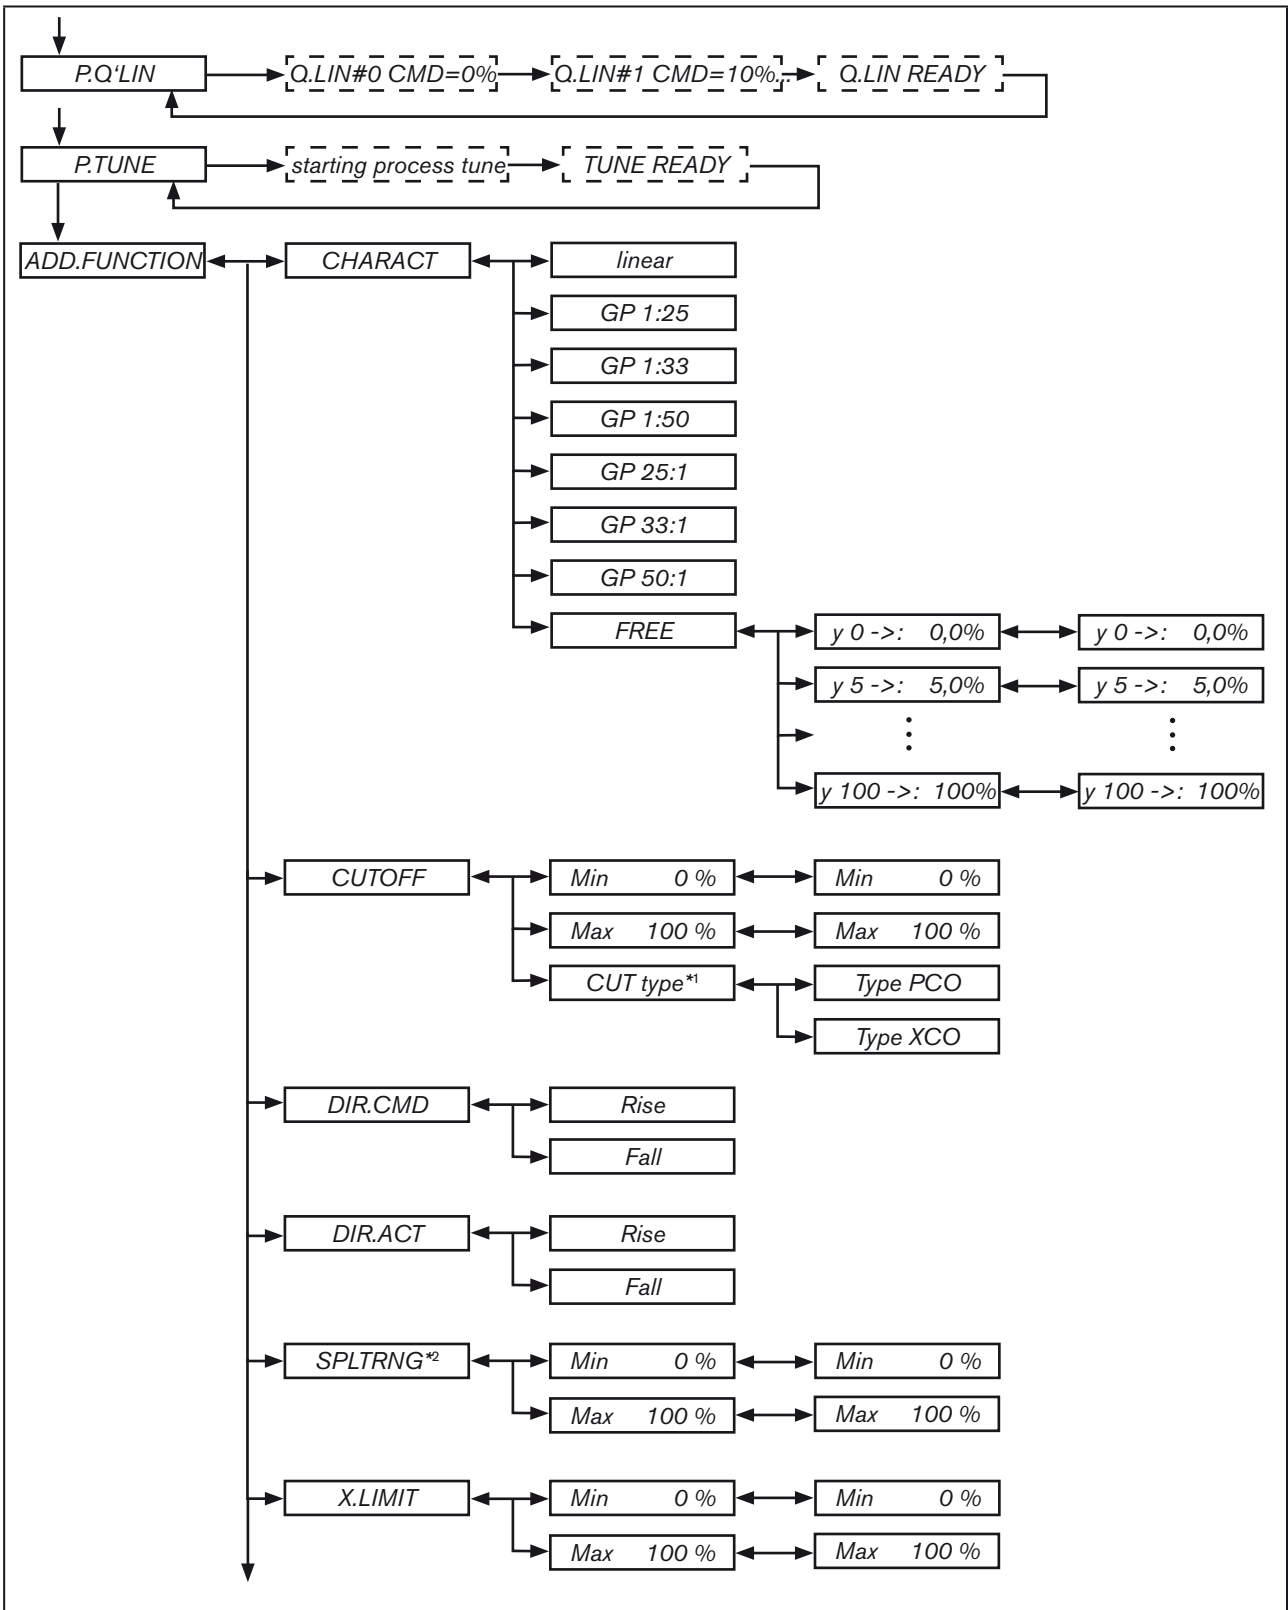 P.Q'LIN Q.LIN#0 CMD=0% Q.LIN#1 CMD=10%... Q.LIN READY
P.TUNE starting process tune TUNE READY
ADD.FUNCTION CHARACT linear
GP 1:25
GP 1:33
GP 1:50
GP 25:1
GP 33:1
GP 50:1
FREE y 0 ->: 0,0% y 0 ->: 0,0%
y 5 ->: 5,0% y 5 ->: 5,0%
y 100 ->: 100% y 100 ->: 100%
CUTOFF Min 0 % Min 0 %
Max 100 % Max 100 %
CUT type*1 Type PCO
Type XCO
DIR.CMD Rise
Fall
DIR.ACT Rise
Fall
SPLTRNG*2 Min 0 % Min 0 %
Max 100 % Max 100 %
X.LIMIT Min 0 % Min 0 %
Max 100 % Max 100 %